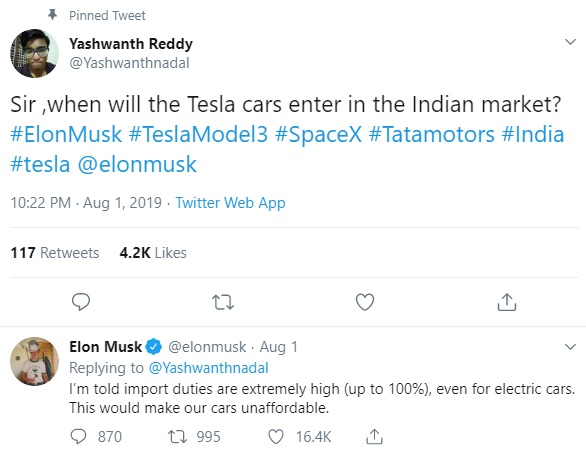 Pinned Tweet
Yashwanth Reddy
@Yashwanthnadal
Sir ,when will the Tesla cars enter in the Indian market?
#ElonMusk #TeslaModel3 #SpaceX #Tatamotors #India
#tesla @elonmusk
10:22 PM · Aug 1, 2019 · Twitter Web App
117 Retweets 4.2K Likes
Elon Musk @elonmusk · Aug 1
Replying to @Yashwanthnadal
I'm told import duties are extremely high (up to 100%), even for electric cars.
This would make our cars unaffordable.
870 995 16.4K